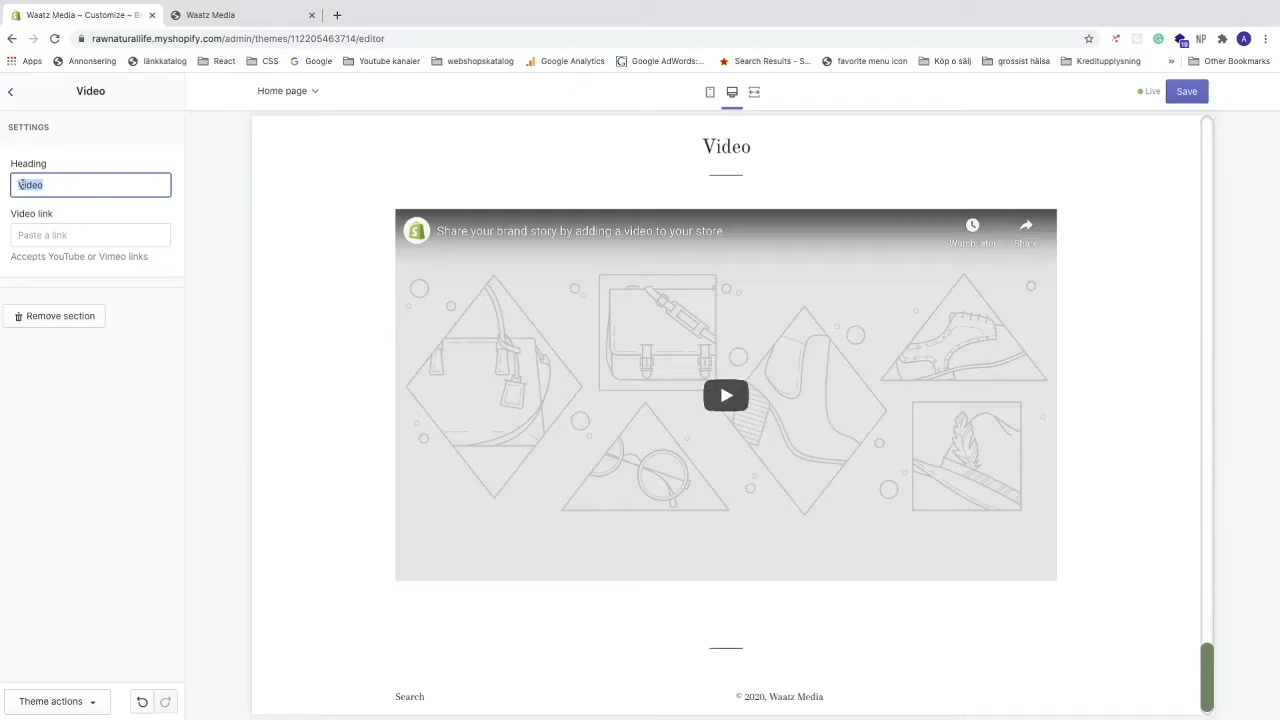 Waatz Media ~ Customize ~ B
Waatz Media
rawnaturallife.myshopify.com/admin/themes/112205463714/editor
19
NP
A
Apps
Annonsering
länkkatalog
React
CSS
Google
Youtube kanaler
webshopskatalog
Google Analytics
Google AdWords:...
Search Results - S...
favorite menu icon
Köp o sälj
grossist hälsa
Kreditupplysning
»
Other Bookmarks
Video
Home page
Live
Save
SETTINGS
Heading
Video
Video link
Paste a link
Accepts YouTube or Vimeo links
Remove section
Video
Share your brand story by adding a video to your store
Watch later
Share
Search
© 2020, Waatz Media
Theme actions